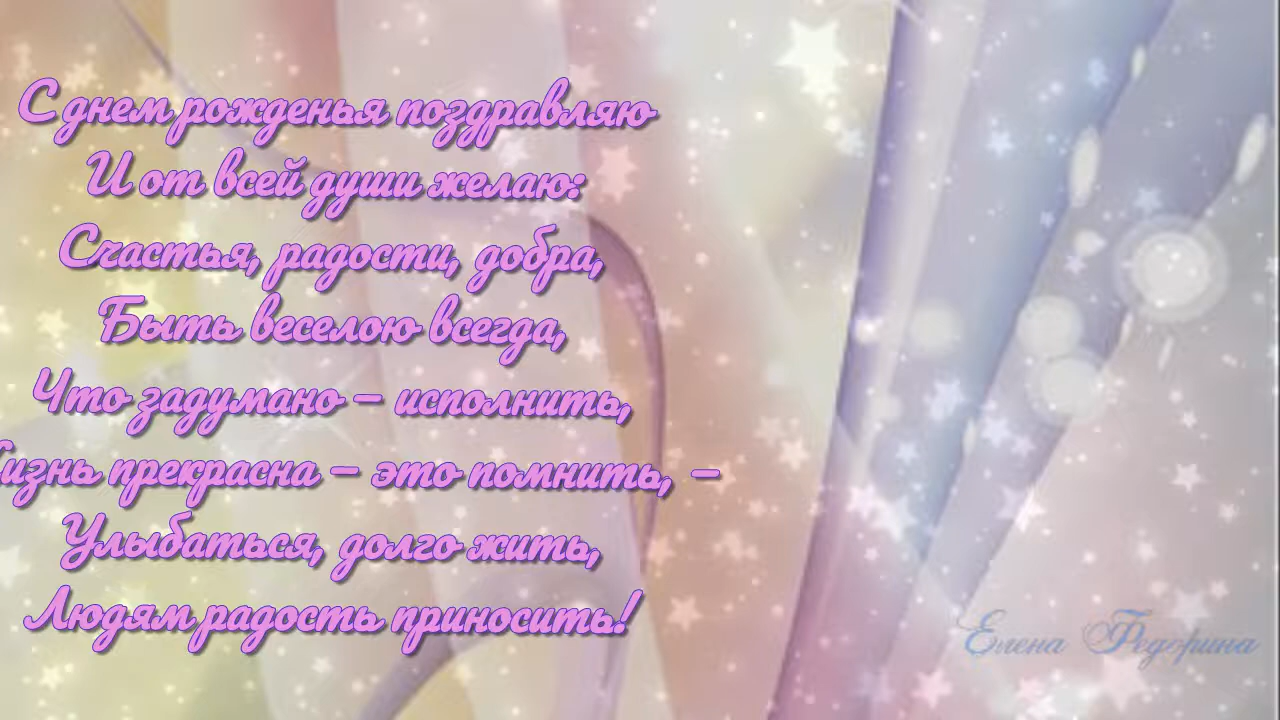 С днем рожденья поздравляю
И от всей души желаю:
Счастья, радости, добра,
Быть веселою всегда,
Что задумано – исполнить,
изнь прекрасна – это помнить, –
Улыбаться, долго жить,
Людям радость приносить!
Елена Федорина